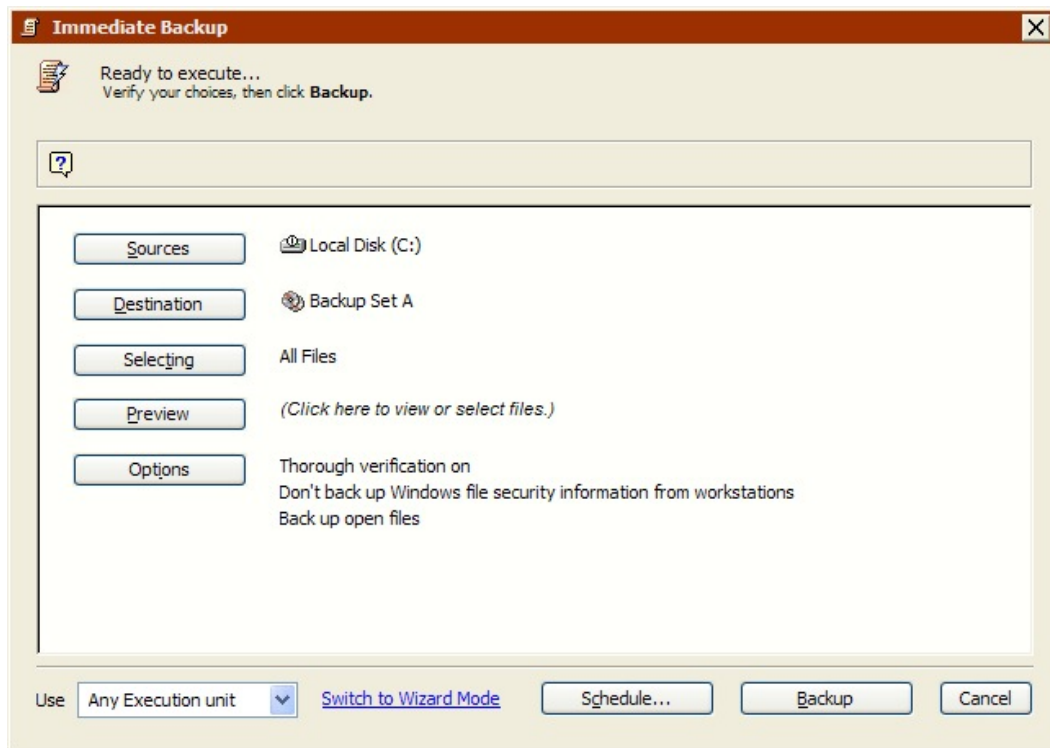 Immediate Backup
Ready to execute...
Verify your choices, then click Backup.
?
Sources
Local Disk (C:)
Destination
Backup Set A
Selecting
All Files
Preview
(Click here to view or select files.)
Options
Thorough verification on
Don't back up Windows file security information from workstations
Back up open files
Use Any Execution unit Switch to Wizard Mode Schedule... Backup Cancel